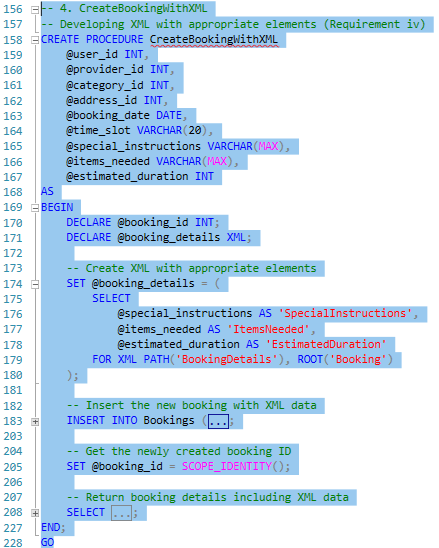 156 -- 4. CreateBookingWithXML
157 -- Developing XML with appropriate elements (Requirement iv)
158 CREATE PROCEDURE CreateBookingWithXML
159 @user_id INT,
160 @provider_id INT,
161 @category_id INT,
162 @address_id INT,
163 @booking_date DATE,
164 @time_slot VARCHAR(20),
165 @special_instructions VARCHAR(MAX),
166 @items_needed VARCHAR(MAX),
167 @estimated_duration INT
168 AS
169 BEGIN
170 DECLARE @booking_id INT;
171 DECLARE @booking_details XML;
172
173 -- Create XML with appropriate elements
174 SET @booking_details = (
175 SELECT
176 @special_instructions AS 'SpecialInstructions',
177 @items_needed AS 'ItemsNeeded',
178 @estimated_duration AS 'EstimatedDuration'
179 FOR XML PATH('BookingDetails'), ROOT('Booking')
180 );
181
182 -- Insert the new booking with XML data
183 INSERT INTO Bookings (...;
203
204 -- Get the newly created booking ID
205 SET @booking_id = SCOPE_IDENTITY();
206
207 -- Return booking details including XML data
208 SELECT ...;
227 END;
228 GO